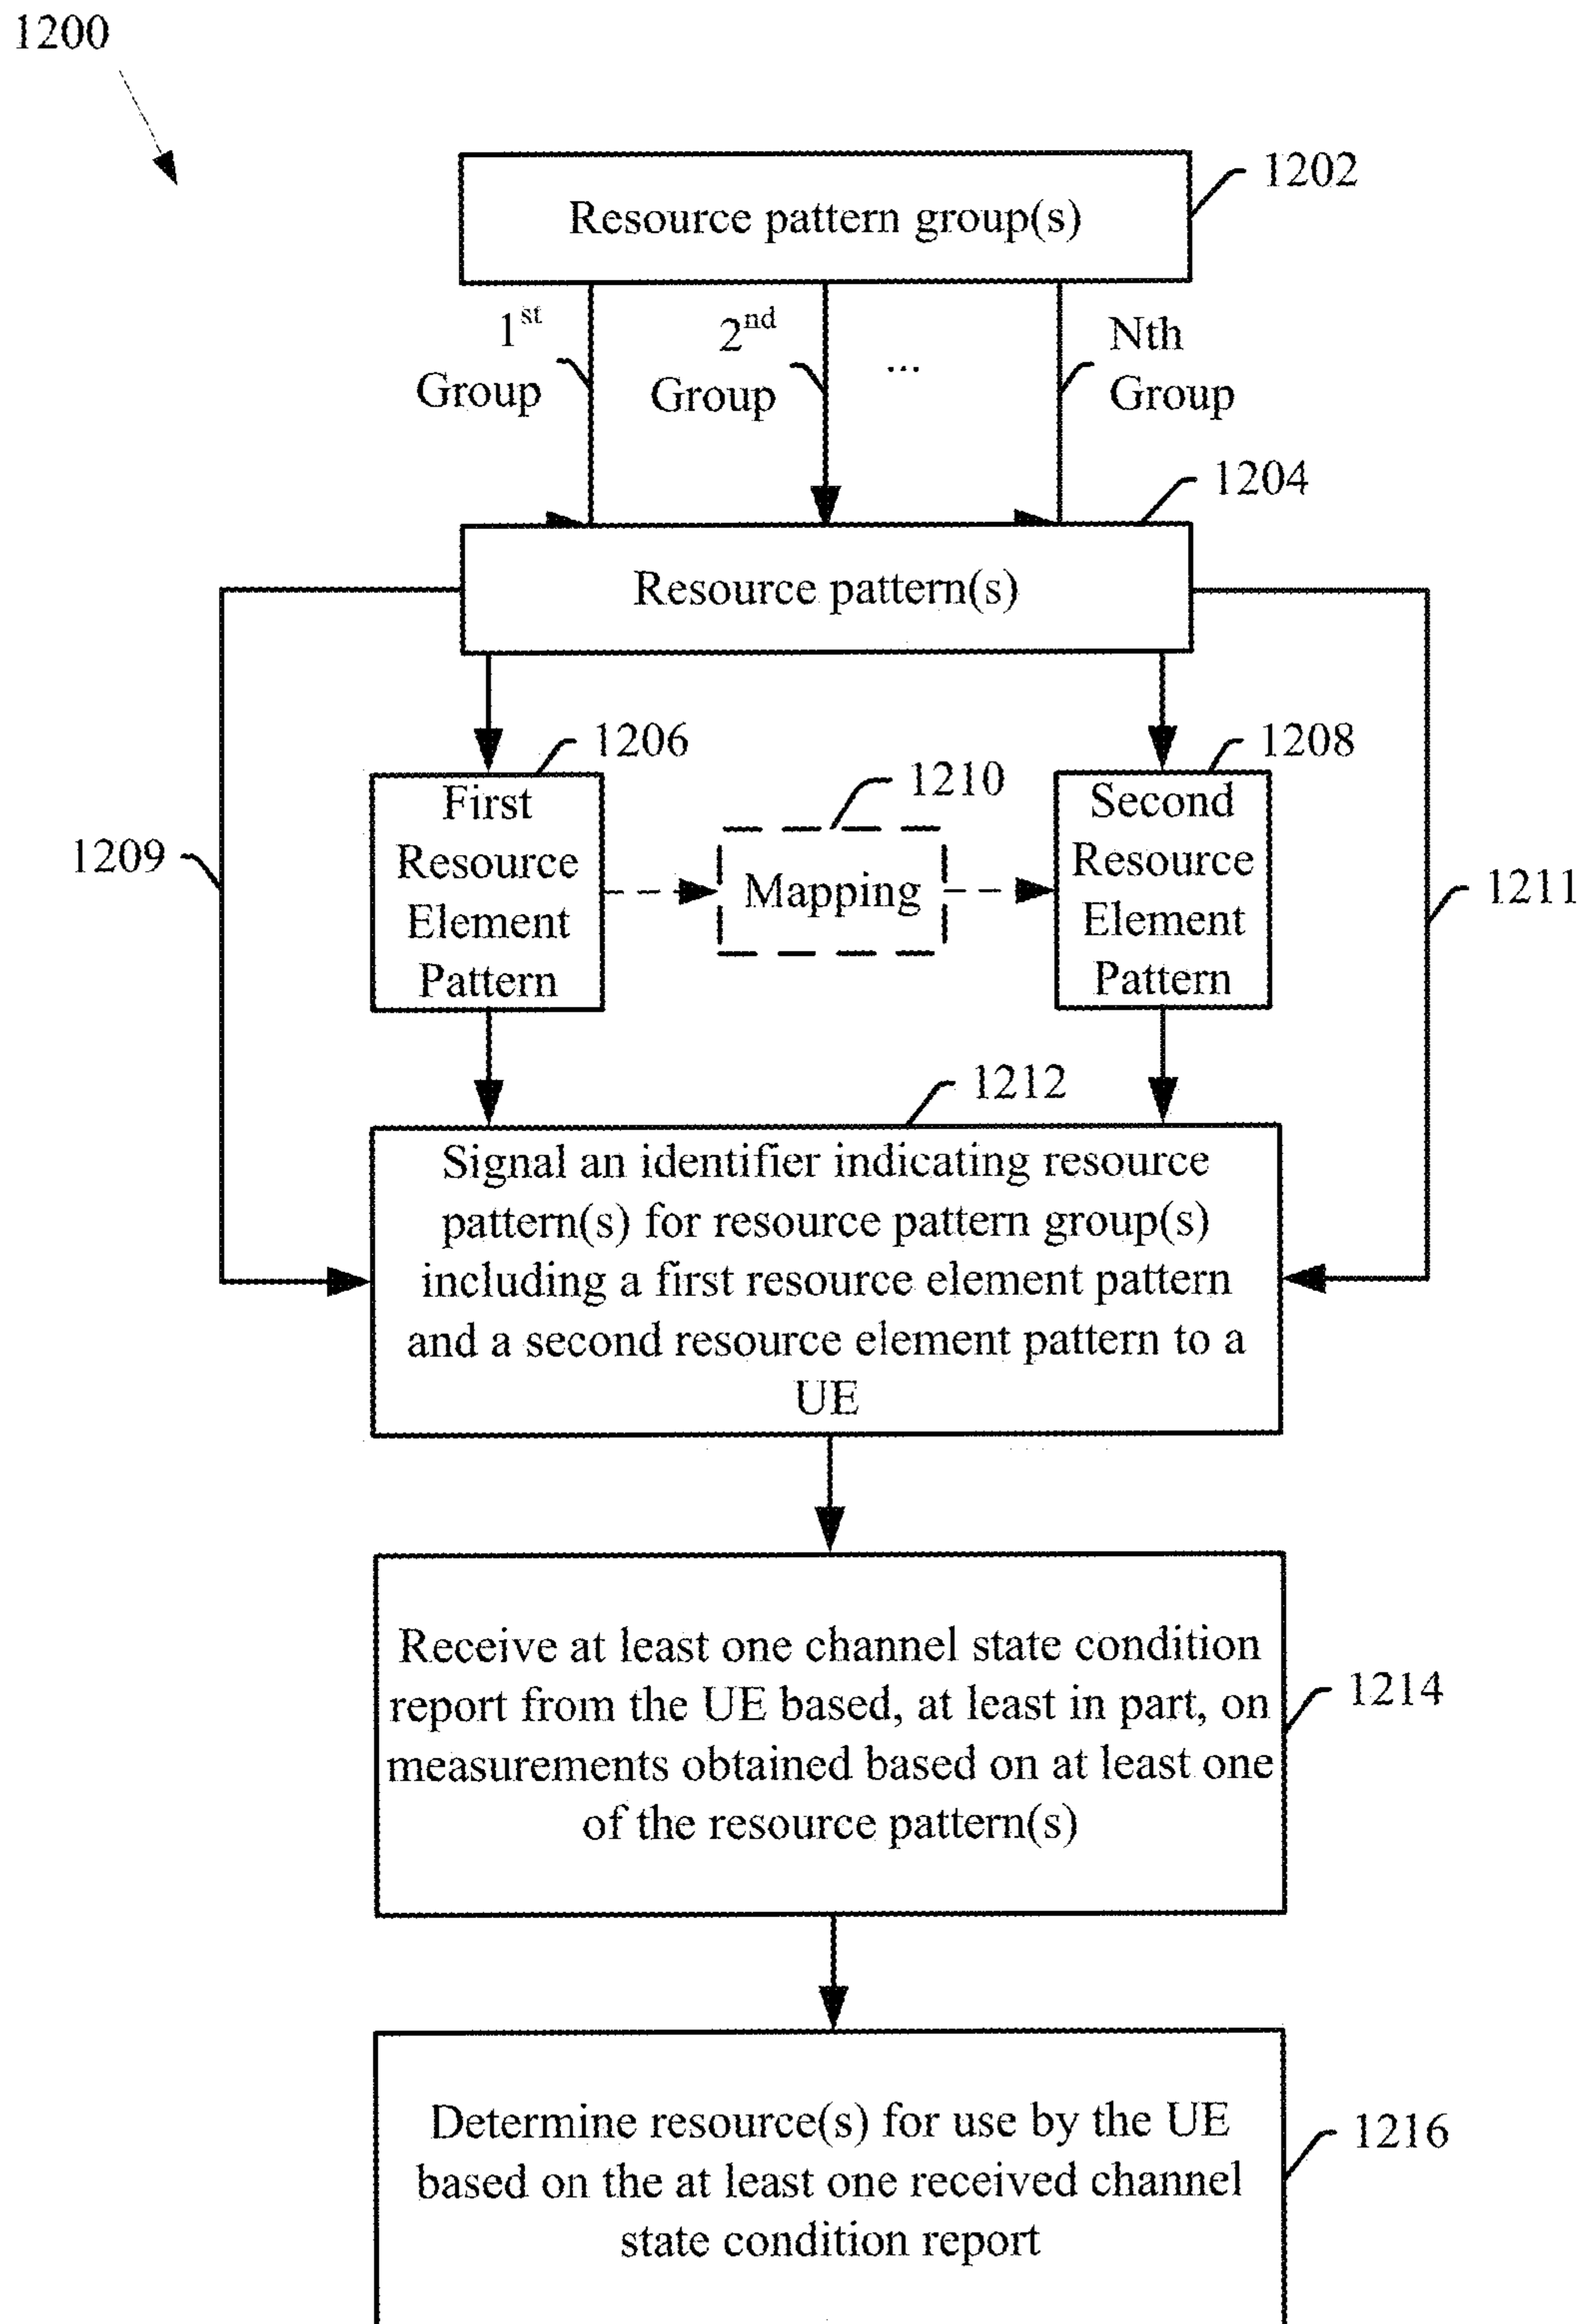 1200
1202
Resource pattern group(s)
1st
Group
2nd
Group
...
Nth
Group
1204
Resource pattern(s)
1206
1208
1210
First
Resource
Element
Pattern
Mapping
Second
Resource
Element
Pattern
1209
1211
1212
Signal an identifier indicating resource
pattern(s) for resource pattern group(s)
including a first resource element pattern
and a second resource element pattern to a
UE
Receive at least one channel state condition
report from the UE based, at least in part, on
measurements obtained based on at least one
of the resource pattern(s)
1214
Determine resource(s) for use by the UE
based on the at least one received channel
state condition report
1216